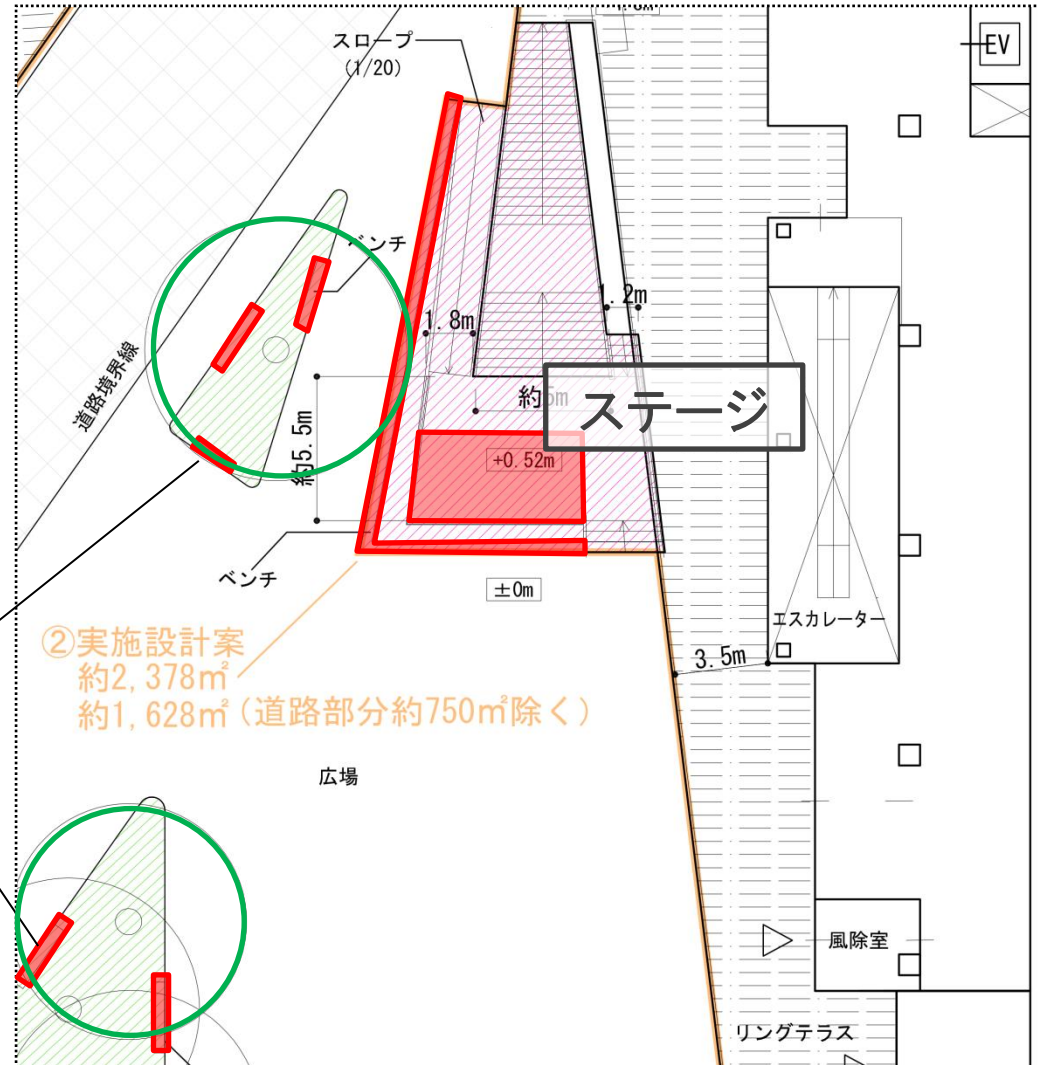 スロープ
(1/20)
EV
ベンチ
1.2m
1.8m
道路境界線
ステージ
約5m
+0.52m
約5.5m
ベンチ
±0m
エスカレーター
②実施設計案
約2,378㎡
約1,628㎡(道路部分約750㎡除く)
3.5m
広場
風除室
リングテラス